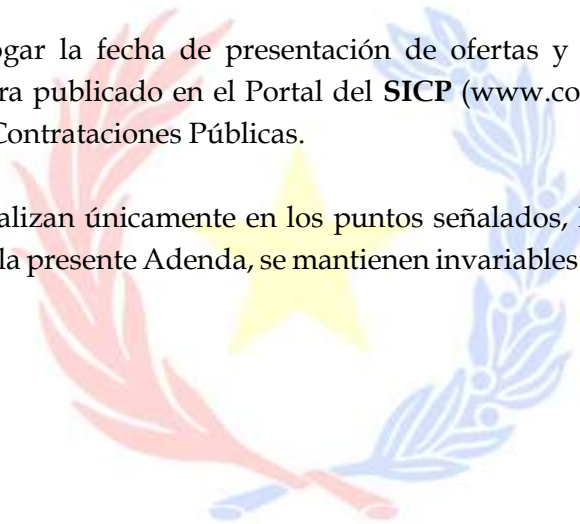 ogar la fecha de presentación de ofertas y
ra publicado en el Portal del SICP (www.co
Contrataciones Públicas.
alizan únicamente en los puntos señalados,
la presente Adenda, se mantienen invariables